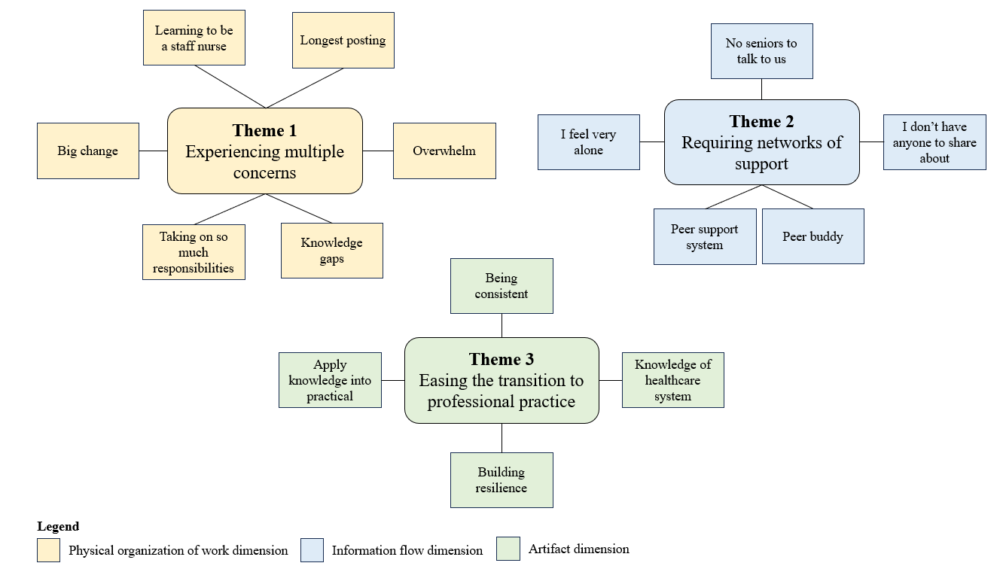 Learning to be
a staff nurse
Longest posting
Big change
Theme 1
Experiencing multiple
concerns
Overwhelm
Taking on so
much
responsibilities
Knowledge
gaps
No seniors to
talk to us
I feel very
alone
Theme 2
Requiring networks of
support
I don’t have
anyone to share
about
Peer support
system
Peer buddy
Being
consistent
Apply
knowledge into
practical
Theme 3
Easing the transition to
professional practice
Knowledge of
healthcare
system
Building
resilience
Legend
Physical organization of work dimension
Information flow dimension
Artifact dimension